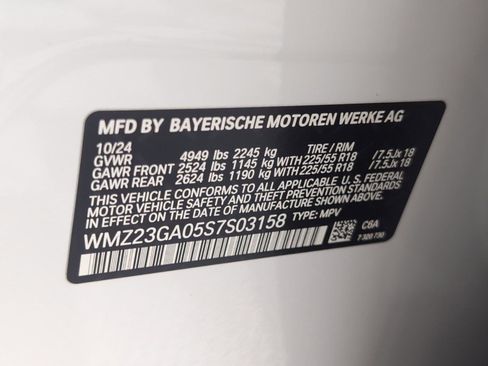 MFD BY BAYERISCHE MOTOREN WERKE AG
10/24 TIRE / RIM
GVWR 4949 lbs 2245 kg
GAWR FRONT 2524 lbs 1145 kg WITH 225/55 R18 / 7.5Jx18
GAWR REAR 2624 lbs 1190 kg WITH 225/55 R18 / 7.5Jx18
THIS VEHICLE CONFORMS TO ALL APPLICABLE U.S. FEDERAL
MOTOR VEHICLE SAFETY AND THEFT PREVENTION STANDARDS
IN EFFECT ON THE DATE OF MANUFACTURE SHOWN ABOVE.
WMZ23GA05S7S03158 TYPE: MPV
C6A